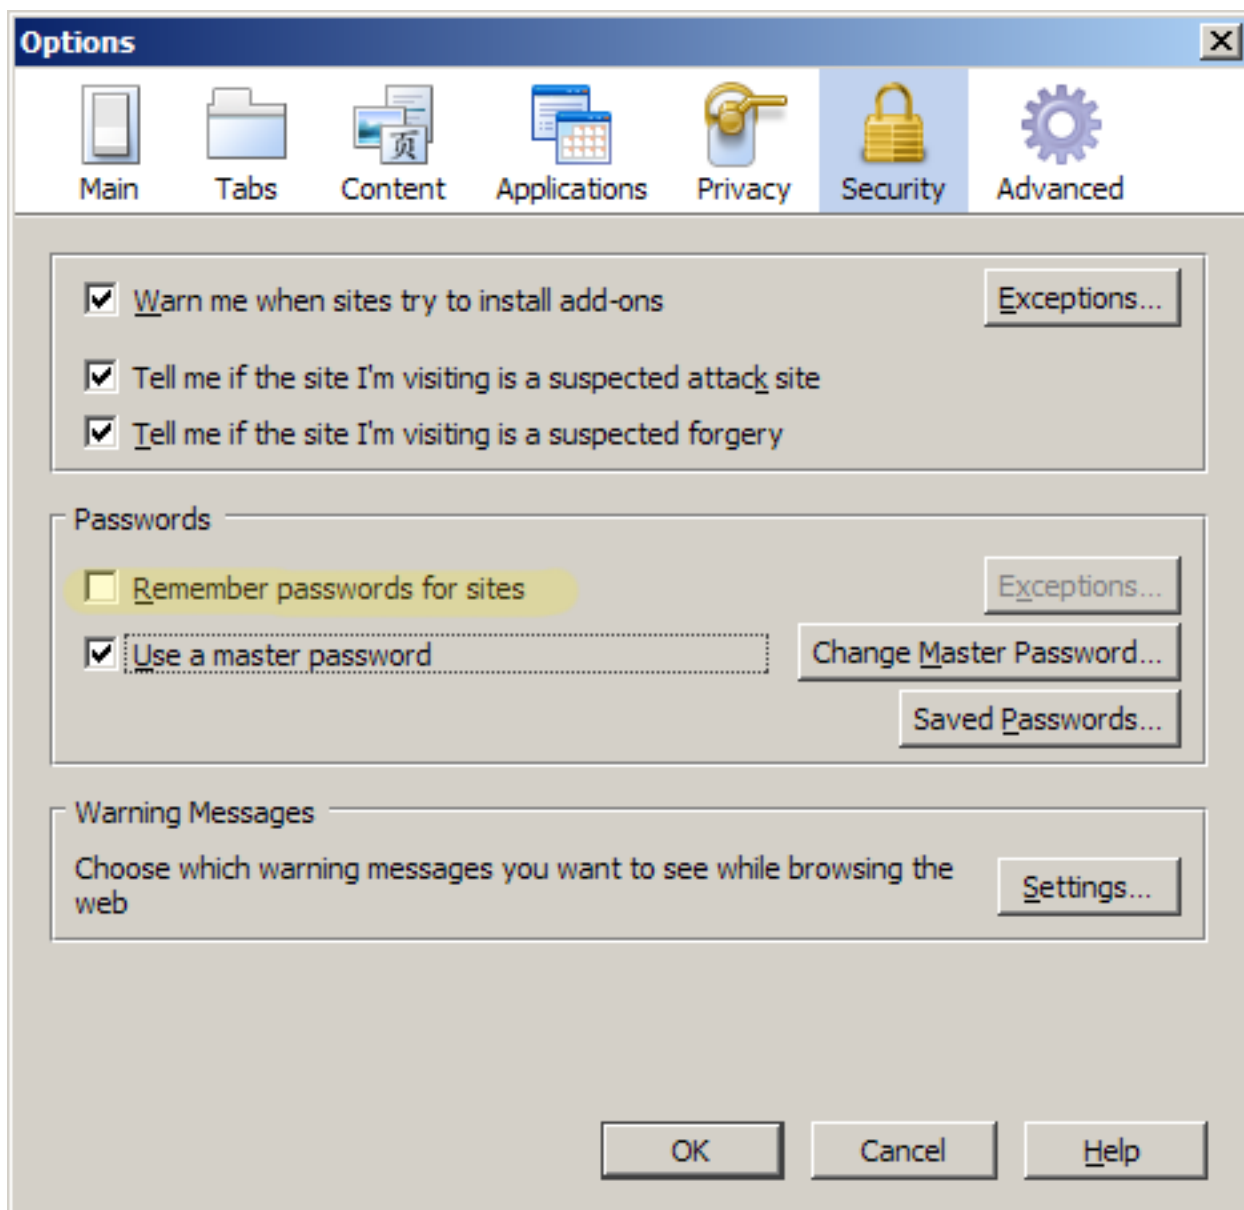 Options
页
Main Tabs Content Applications Privacy Security Advanced
Warn me when sites try to install add-ons Exceptions...
Tell me if the site I'm visiting is a suspected attack site
Tell me if the site I'm visiting is a suspected forgery
Passwords
Remember passwords for sites Exceptions...
Use a master password Change Master Password...
Saved Passwords...
Warning Messages
Choose which warning messages you want to see while browsing the
web
Settings...
OK Cancel Help